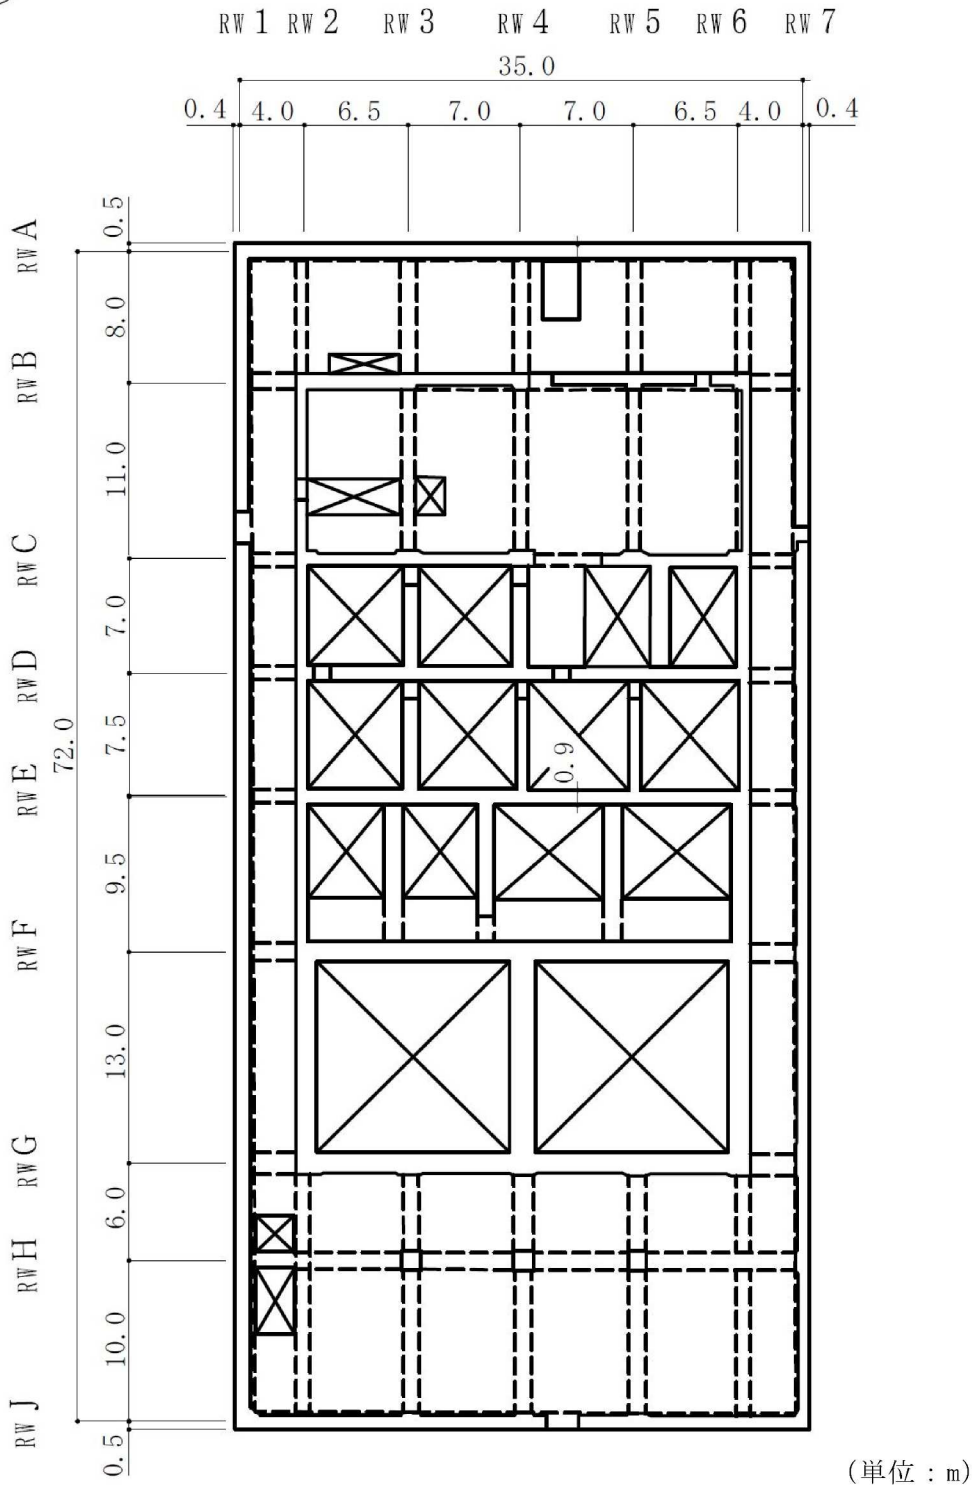 RW 1 RW 2 RW 3 RW 4 RW 5 RW 6 RW 7
35.0
0.4 4.0 6.5 7.0 7.0 6.5 4.0 0.4
RW A
0.5
8.0
RW B
11.0
RW C
7.0
RW D
72.0
7.5
0.9
RW E
9.5
RW F
13.0
RW G
6.0
RW H
10.0
RW J
0.5
(単位：m)